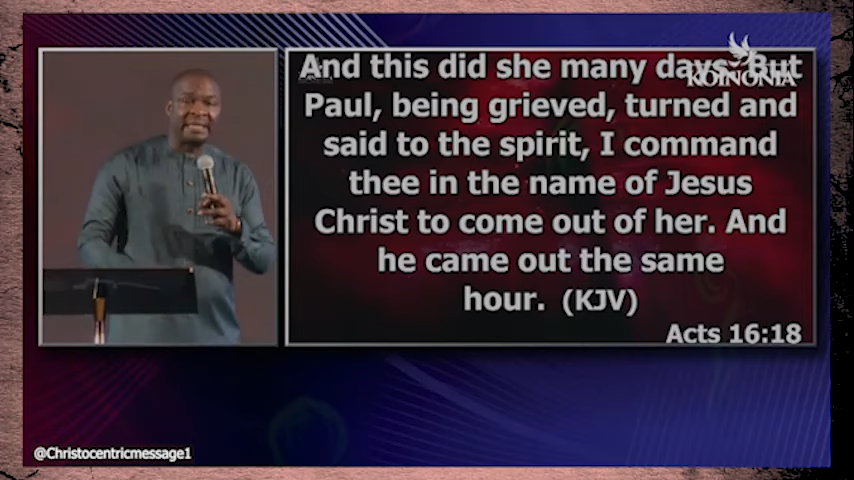 And this did she many days. But
KOINONIA
Paul, being grieved, turned and
said to the spirit, I command
thee in the name of Jesus
Christ to come out of her. And
he came out the same
hour. (KJV)
Acts 16:18
@Christocentricmessage1